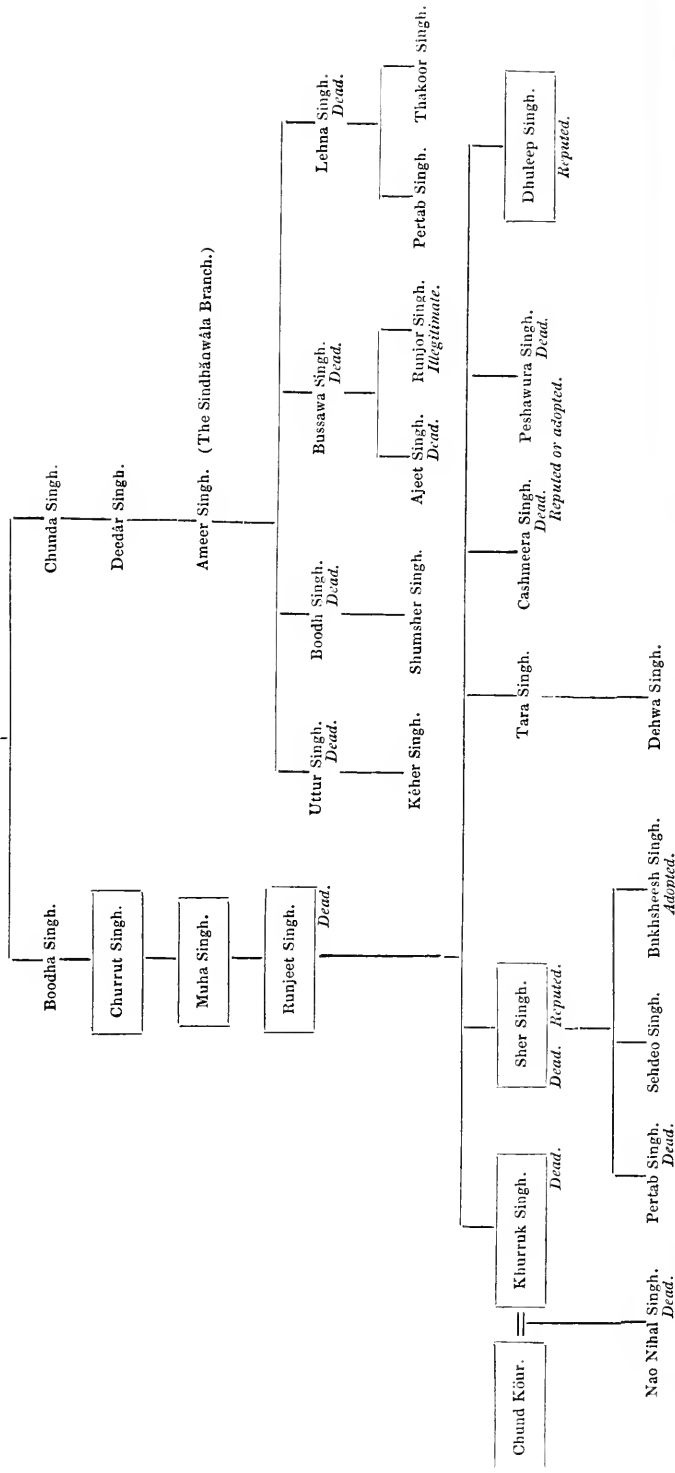 Boodha Singh.
Chunda Singh.
Churrut Singh.
Deedár Singh.
Muha Singh.
Ameer Singh. (The Sindhănwâla Branch.)
Runjeet Singh.
Dead.
Uttur Singh.
Dead.
Boodh Singh.
Dead.
Bussawa Singh.
Dead.
Lehna Singh.
Dead.
Kéher Singh.
Shumsher Singh.
Ajeet Singh.
Dead.
Runjor Singh.
Illegitimate.
Pertab Singh.
Thakoor Singh.
Chund Köur.
Khurruk Singh.
Dead.
Sher Singh.
Dead. Reputed.
Tara Singh.
Cashmeera Singh.
Dead.
Peshawura Singh.
Dead.
Reputed or adopted.
Dhuleep Singh.
Reputed.
Nao Nihal Singh.
Dead.
Pertab Singh.
Dead.
Sehdeo Singh.
Bukhsheesh Singh.
Adopted.
Dehwa Singh.